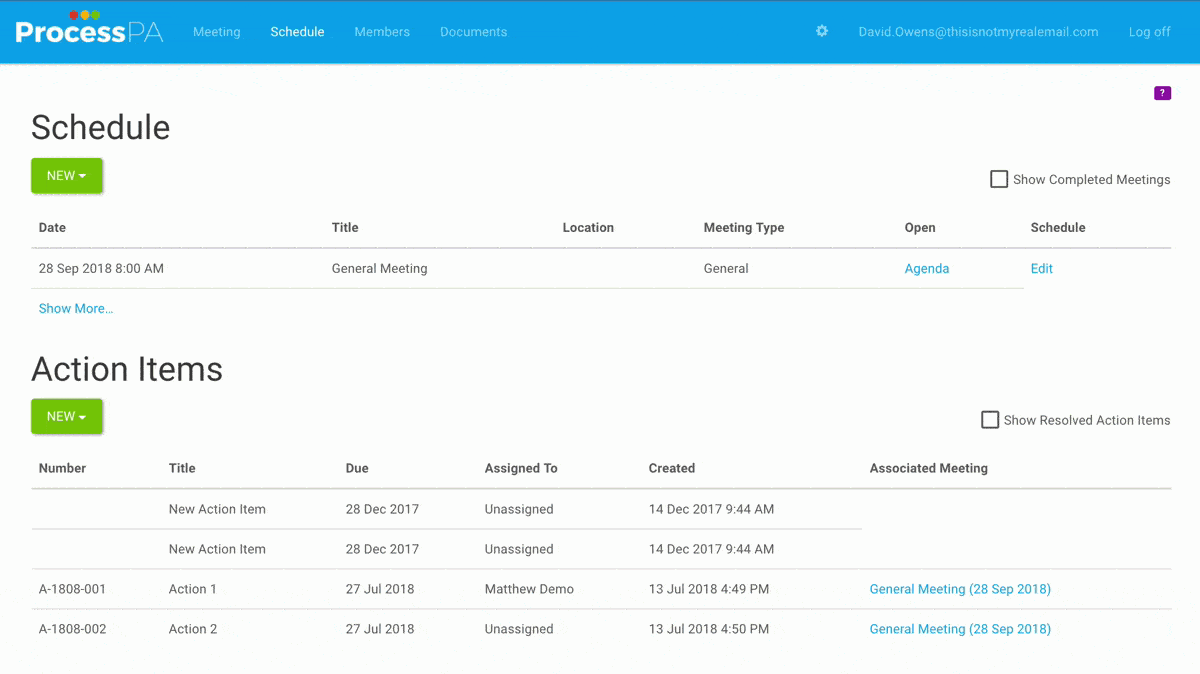 ProcessPA Meeting Schedule Members Documents David.Owens@thisisnotmyrealemail.com Log off
?
Schedule
NEW
Show Completed Meetings
Date Title Location Meeting Type Open Schedule
28 Sep 2018 8:00 AM General Meeting General Agenda Edit
Show More...
Action Items
NEW
Show Resolved Action Items
Number Title Due Assigned To Created Associated Meeting
New Action Item 28 Dec 2017 Unassigned 14 Dec 2017 9:44 AM
New Action Item 28 Dec 2017 Unassigned 14 Dec 2017 9:44 AM
A-1808-001 Action 1 27 Jul 2018 Matthew Demo 13 Jul 2018 4:49 PM General Meeting (28 Sep 2018)
A-1808-002 Action 2 27 Jul 2018 Unassigned 13 Jul 2018 4:50 PM General Meeting (28 Sep 2018)